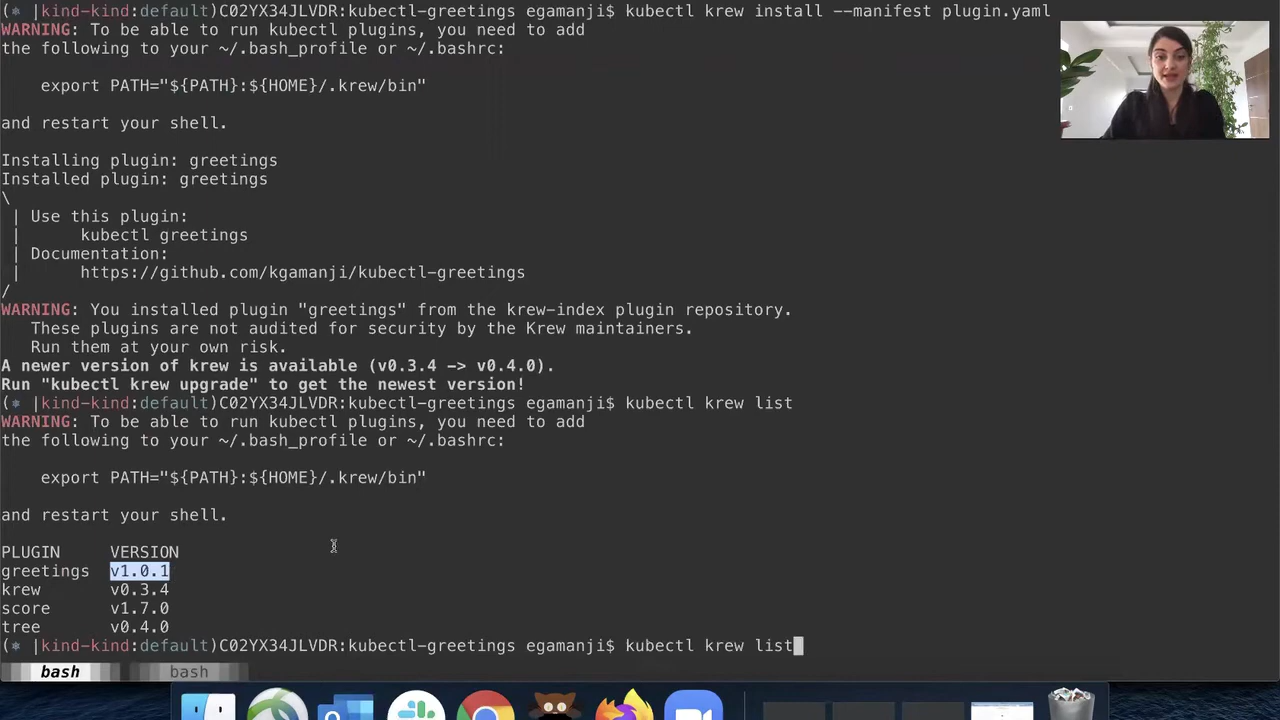 (⎈ |kind-kind:default)C02YX34JLVDR:kubectl-greetings egamanji$ kubectl krew install --manifest plugin.yaml
WARNING: To be able to run kubectl plugins, you need to add
the following to your ~/.bash_profile or ~/.bashrc:
export PATH="${PATH}:${HOME}/.krew/bin"
and restart your shell.
Installing plugin: greetings
Installed plugin: greetings
\
| Use this plugin:
| kubectl greetings
| Documentation:
| https://github.com/kgamanji/kubectl-greetings
/
WARNING: You installed plugin "greetings" from the krew-index plugin repository.
These plugins are not audited for security by the Krew maintainers.
Run them at your own risk.
A newer version of krew is available (v0.3.4 -> v0.4.0).
Run "kubectl krew upgrade" to get the newest version!
(⎈ |kind-kind:default)C02YX34JLVDR:kubectl-greetings egamanji$ kubectl krew list
WARNING: To be able to run kubectl plugins, you need to add
the following to your ~/.bash_profile or ~/.bashrc:
export PATH="${PATH}:${HOME}/.krew/bin"
and restart your shell.
PLUGIN VERSION
greetings v1.0.1
krew v0.3.4
score v1.7.0
tree v0.4.0
(⎈ |kind-kind:default)C02YX34JLVDR:kubectl-greetings egamanji$ kubectl krew list
bash bash